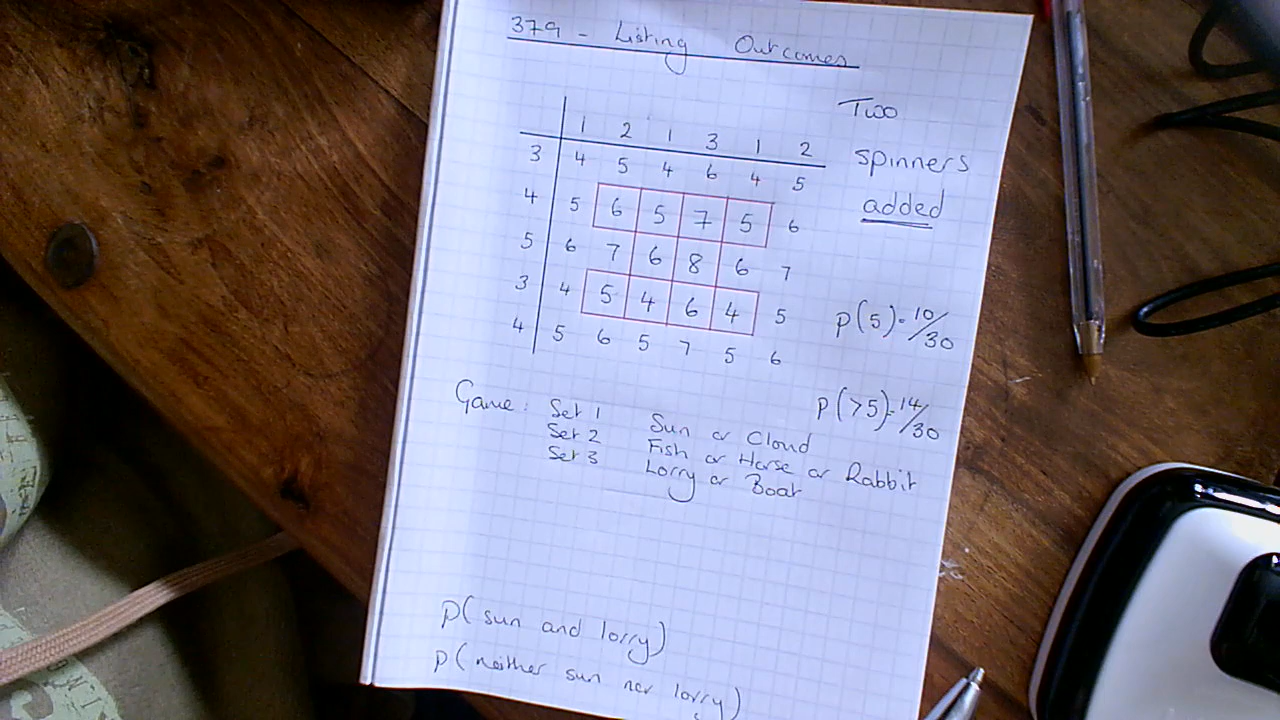 379 - Listing Outcomes
1 2 1 3 1 2
3 4 5 4 6 4 5
4 5 6 5 7 5 6
5 6 7 6 8 6 7
3 4 5 4 6 4 5
4 5 6 5 7 5 6
Two
spinners
added
p(5)=10/30
p(>5)=14/30
Game: Set 1 Sun or Cloud
Set 2 Fish or Horse or Rabbit
Set 3 Lorry or Boat
p(sun and lorry)
p(neither sun nor lorry)